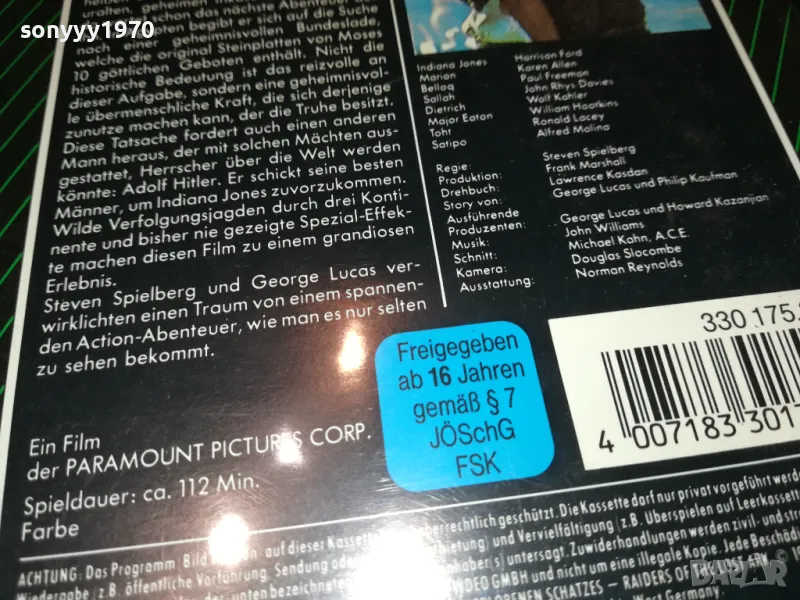 sonyyy1970
uralten, geheimen
schon das nächste Abenteuer
begibt er sich auf die Suche
nach einer geheimnisvollen Bundeslade,
welche die original Steinplatten von Moses
10 göttlichen Geboten enthält. Nicht die
historische Bedeutung ist das reizvolle an
dieser Aufgabe, sondern eine geheimnisvol-
le übermenschliche Kraft, die sich derjenige
zunutze machen kann, der die Truhe besitzt.
Diese Tatsache fordert auch einen anderen
Mann heraus, der mit solchen Mächten aus-
gestattet, Herrscher über die Welt werden
könnte: Adolf Hitler. Er schickt seine besten
Männer, um Indiana Jones zuvorzukommen.
Wilde Verfolgungsjagden durch drei Konti-
nente und bisher nie gezeigte Spezial-Effek-
te machen diesen Film zu einem grandiosen
Erlebnis.
Steven Spielberg und George Lucas ver-
wirklichten einen Traum von einem spannen-
den Action-Abenteuer, wie man es nur selten
zu sehen bekommt.
Ein Film
der PARAMOUNT PICTURES CORP.
Spieldauer: ca. 112 Min.
Farbe
Indiana Jones Harrison Ford
Marion Karen Allen
Belloq Paul Freeman
Sallah John Rhys Davies
Dietrich Wolf Kahler
Major Eaton William Hootkins
Toht Ronald Lacey
Satipo Alfred Molina
Regie: Steven Spielberg
Produktion: Frank Marshall
Drehbuch: Lawrence Kasdan
Story von: George Lucas und Philip Kaufman
Ausführende
Produzenten: George Lucas und Howard Kazanjian
Musik: John Williams
Schnitt: Michael Kahn, A.C.E.
Kamera: Douglas Slocombe
Ausstattung: Norman Reynolds
Freigegeben
ab 16 Jahren
gemäß § 7
JÖSchG
FSK
330 175
4 007183 3017
ACHTUNG: Das Programm Bild auf dieser Kassette urheberrechtlich geschützt. Die Kassette darf nur privat vorgeführt werden
Wiedergabe (z.B. öffentliche Vorführung, Sendung und Vervielfältigung (z.B. Überspielen auf Leerkassetten
untersagt. Zuwiderhandlungen werden zivil- und
der unten bezeichneten VIDEO GMBH und nicht um eine illegale Kopie. Jede Beschädi
SCHATZES - RAIDERS OF
West Germany.
BAZAR